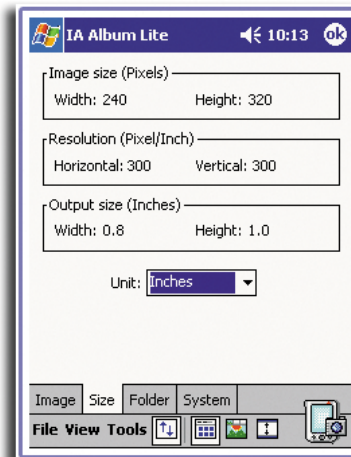 IA Album Lite 10:13 ok
Image size (Pixels)
Width: 240 Height: 320
Resolution (Pixel/Inch)
Horizontal: 300 Vertical: 300
Output size (Inches)
Width: 0.8 Height: 1.0
Unit: Inches
Image Size Folder System
File View Tools